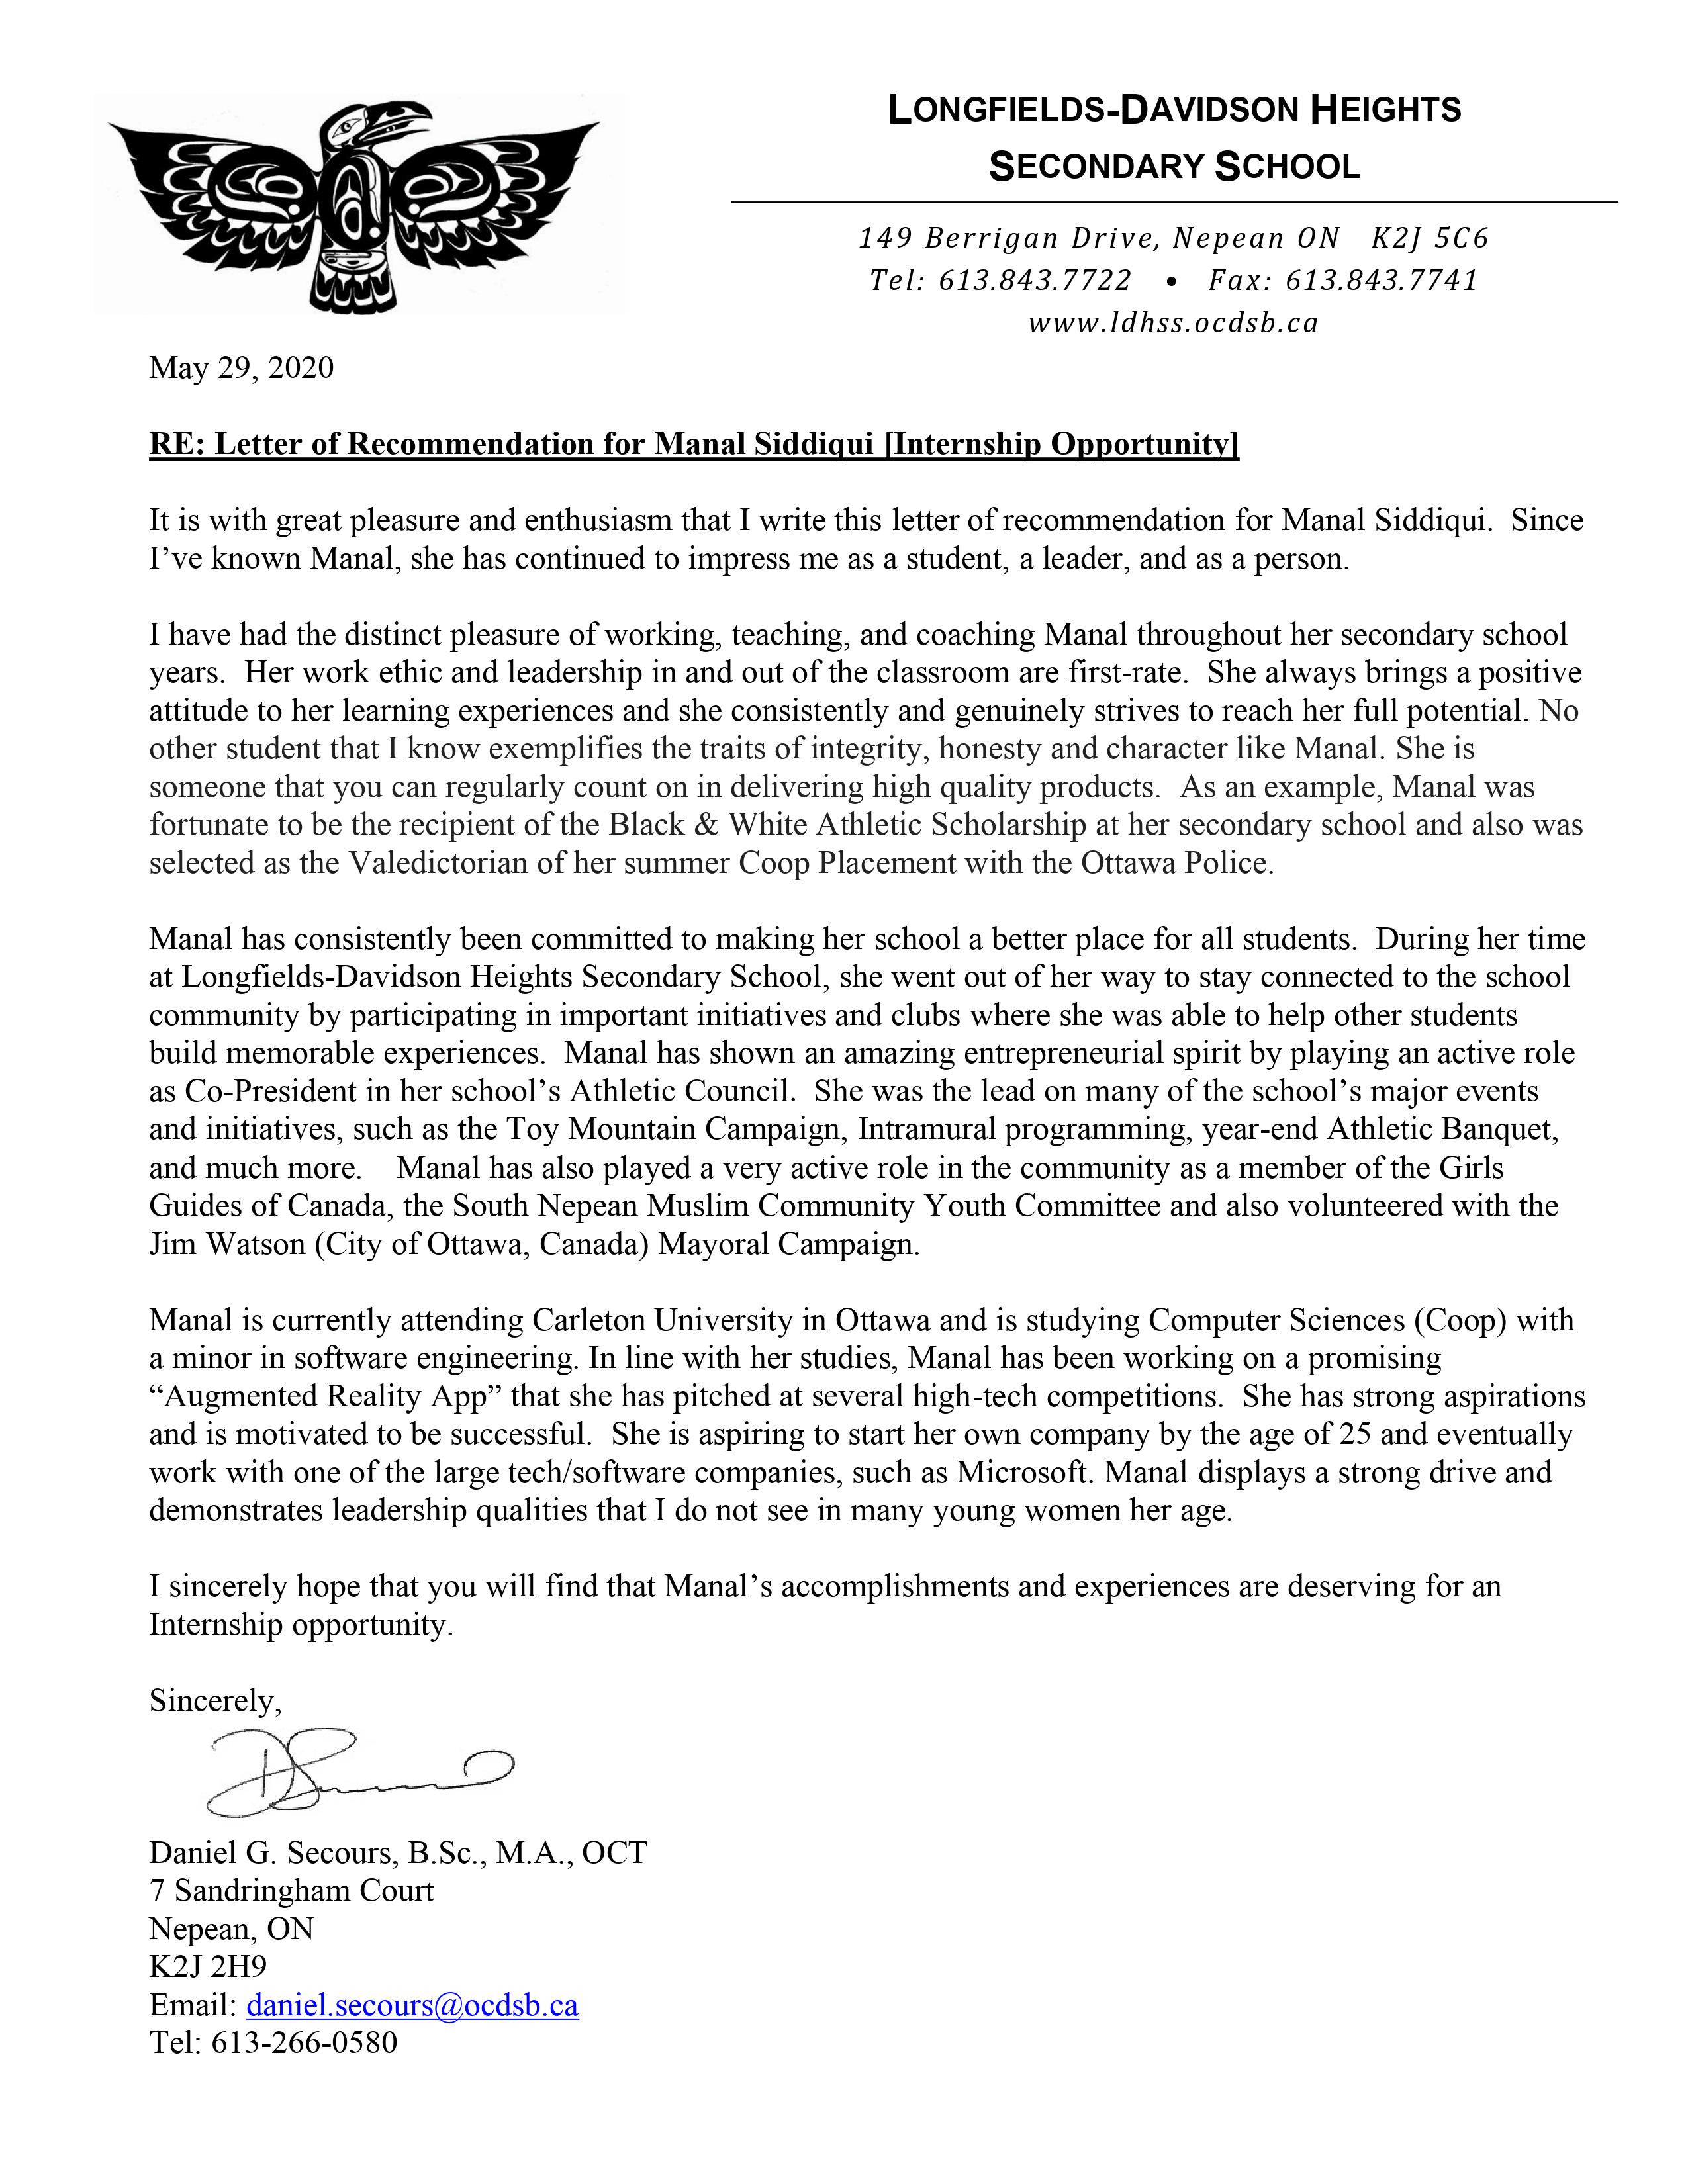 LONGFIELDS-DAVIDSON HEIGHTS
SECONDARY SCHOOL
149 Berrigan Drive, Nepean ON K2J 5C6
Tel: 613.843.7722 • Fax: 613.843.7741
www.ldhss.ocdsb.ca
May 29, 2020
RE: Letter of Recommendation for Manal Siddiqui [Internship Opportunity]
It is with great pleasure and enthusiasm that I write this letter of recommendation for Manal Siddiqui. Since
I’ve known Manal, she has continued to impress me as a student, a leader, and as a person.
I have had the distinct pleasure of working, teaching, and coaching Manal throughout her secondary school
years. Her work ethic and leadership in and out of the classroom are first-rate. She always brings a positive
attitude to her learning experiences and she consistently and genuinely strives to reach her full potential. No
other student that I know exemplifies the traits of integrity, honesty and character like Manal. She is
someone that you can regularly count on in delivering high quality products. As an example, Manal was
fortunate to be the recipient of the Black & White Athletic Scholarship at her secondary school and also was
selected as the Valedictorian of her summer Coop Placement with the Ottawa Police.
Manal has consistently been committed to making her school a better place for all students. During her time
at Longfields-Davidson Heights Secondary School, she went out of her way to stay connected to the school
community by participating in important initiatives and clubs where she was able to help other students
build memorable experiences. Manal has shown an amazing entrepreneurial spirit by playing an active role
as Co-President in her school’s Athletic Council. She was the lead on many of the school’s major events
and initiatives, such as the Toy Mountain Campaign, Intramural programming, year-end Athletic Banquet,
and much more. Manal has also played a very active role in the community as a member of the Girls
Guides of Canada, the South Nepean Muslim Community Youth Committee and also volunteered with the
Jim Watson (City of Ottawa, Canada) Mayoral Campaign.
Manal is currently attending Carleton University in Ottawa and is studying Computer Sciences (Coop) with
a minor in software engineering. In line with her studies, Manal has been working on a promising
“Augmented Reality App” that she has pitched at several high-tech competitions. She has strong aspirations
and is motivated to be successful. She is aspiring to start her own company by the age of 25 and eventually
work with one of the large tech/software companies, such as Microsoft. Manal displays a strong drive and
demonstrates leadership qualities that I do not see in many young women her age.
I sincerely hope that you will find that Manal’s accomplishments and experiences are deserving for an
Internship opportunity.
Sincerely,
Daniel G. Secours, B.Sc., M.A., OCT
7 Sandringham Court
Nepean, ON
K2J 2H9
Email: daniel.secours@ocdsb.ca
Tel: 613-266-0580